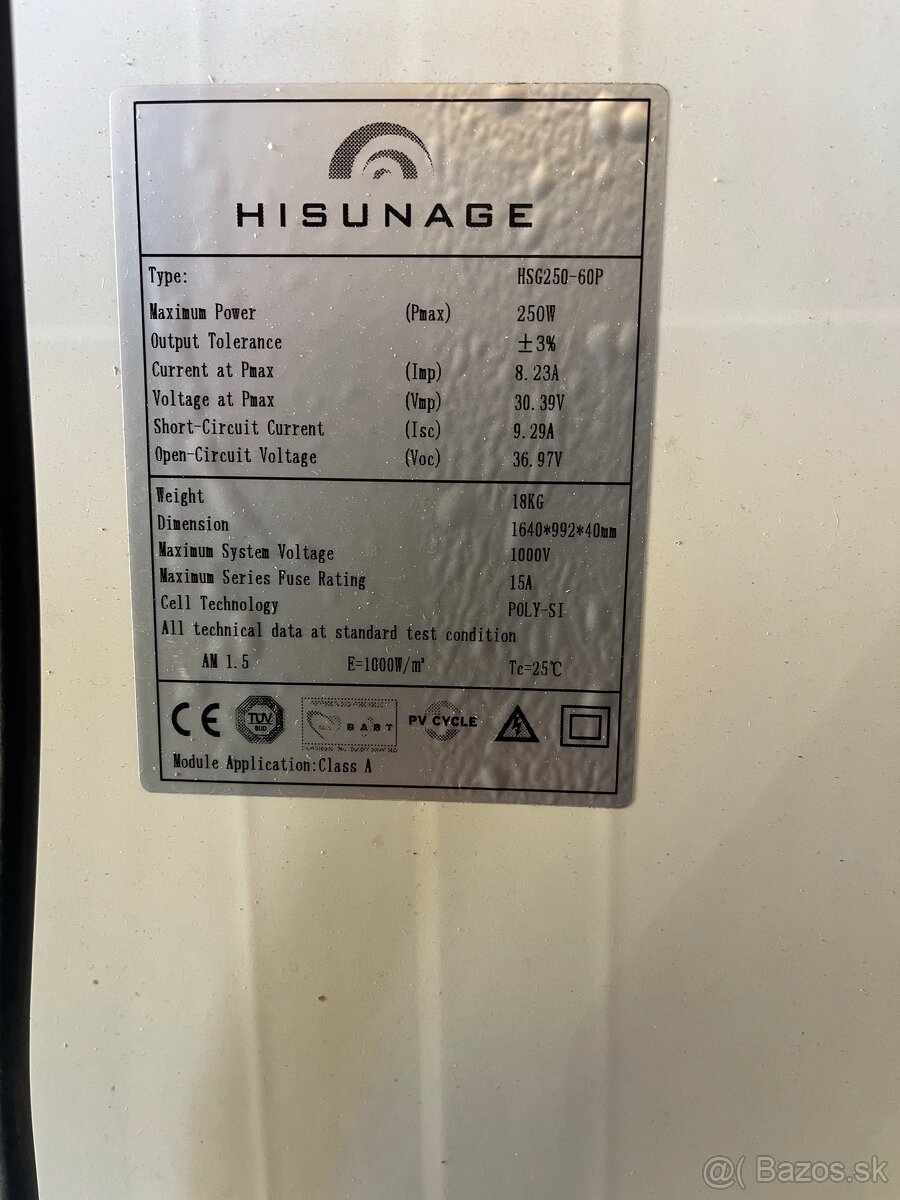 HISUNAGE
Type: HSG250-60P
Maximum Power (Pmax) 250W
Output Tolerance ±3%
Current at Pmax (Imp) 8.23A
Voltage at Pmax (Vmp) 30.39V
Short-Circuit Current (Isc) 9.29A
Open-Circuit Voltage (Voc) 36.97V
Weight 18KG
Dimension 1640*992*40mm
Maximum System Voltage 1000V
Maximum Series Fuse Rating 15A
Cell Technology POLY-SI
All technical data at standard test condition
AM 1.5 E=1000W/m² Tc=25℃
CE TÜV SUD BABT PV CYCLE
Module Application:Class A
@( Bazos.sk